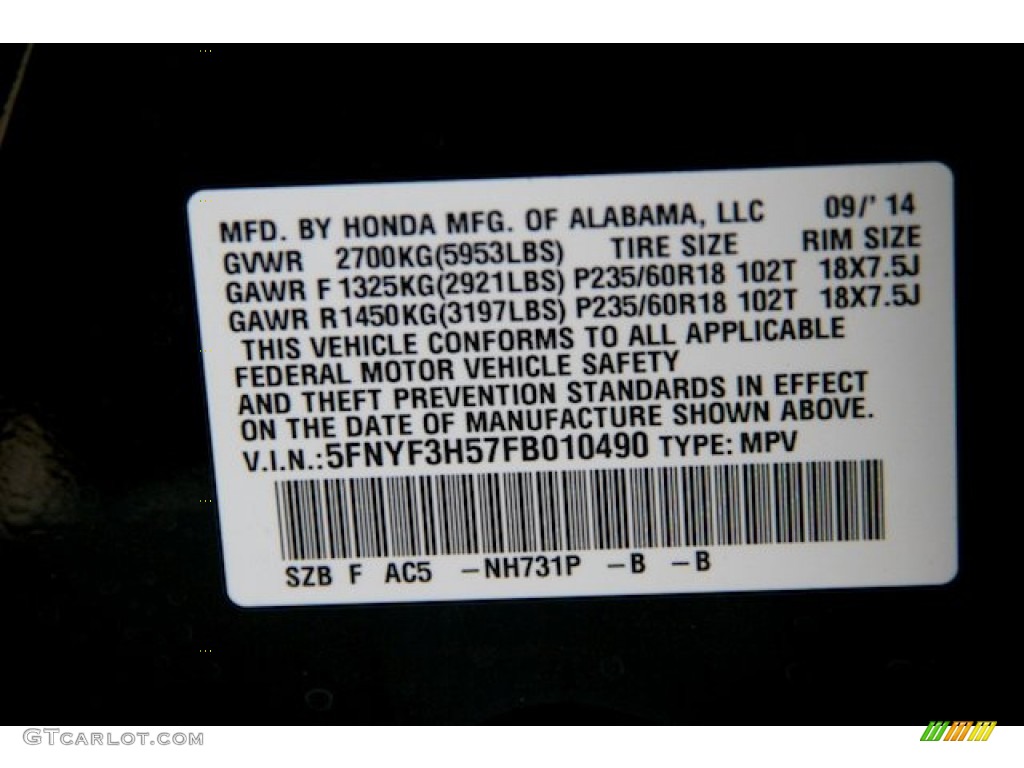 MFD. BY HONDA MFG. OF ALABAMA, LLC 09/' 14
GVWR 2700KG(5953LBS) TIRE SIZE RIM SIZE
GAWR F 1325KG(2921LBS) P235/60R18 102T 18X7.5J
GAWR R1450KG(3197LBS) P235/60R18 102T 18X7.5J
THIS VEHICLE CONFORMS TO ALL APPLICABLE
FEDERAL MOTOR VEHICLE SAFETY
AND THEFT PREVENTION STANDARDS IN EFFECT
ON THE DATE OF MANUFACTURE SHOWN ABOVE.
V.I.N.:5FNYF3H57FB010490 TYPE: MPV
SZB F AC5 -NH731P -B -B
GTCARLOT.COM